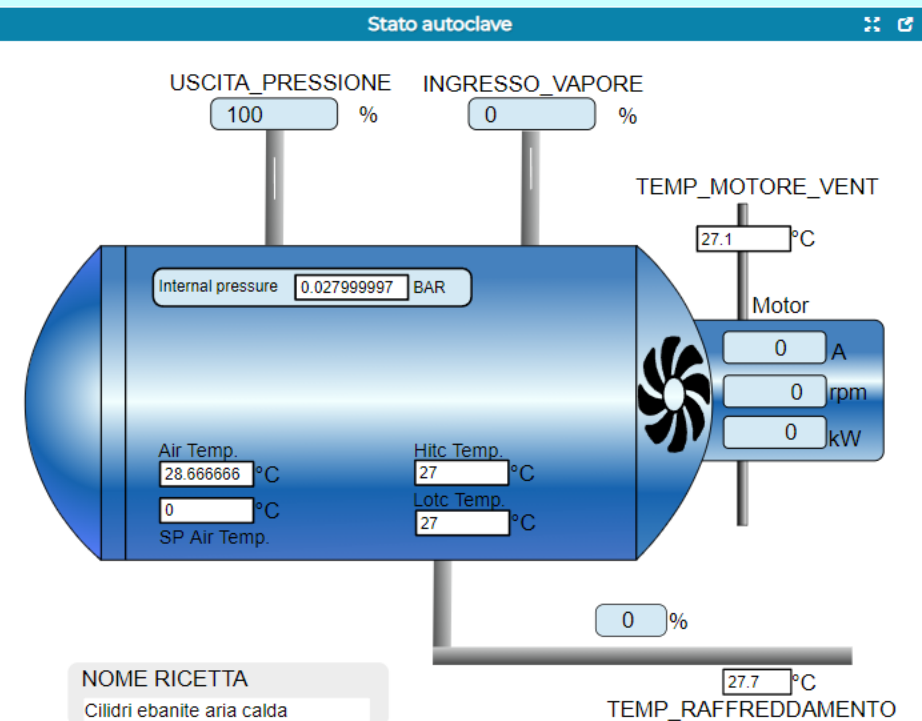 Stato autoclave
USCITA_PRESSIONE
100 %
INGRESSO_VAPORE
0 %
TEMP_MOTORE_VENT
27.1 °C
Internal pressure 0.027999997 BAR
Motor
0 A
0 rpm
0 kW
Air Temp.
28.666666 °C
0 °C
SP Air Temp.
Hitc Temp.
27 °C
Lotc Temp.
27 °C
0 %
27.7 °C
TEMP_RAFFREDDAMENTO
NOME RICETTA
Cilidri ebanite aria calda